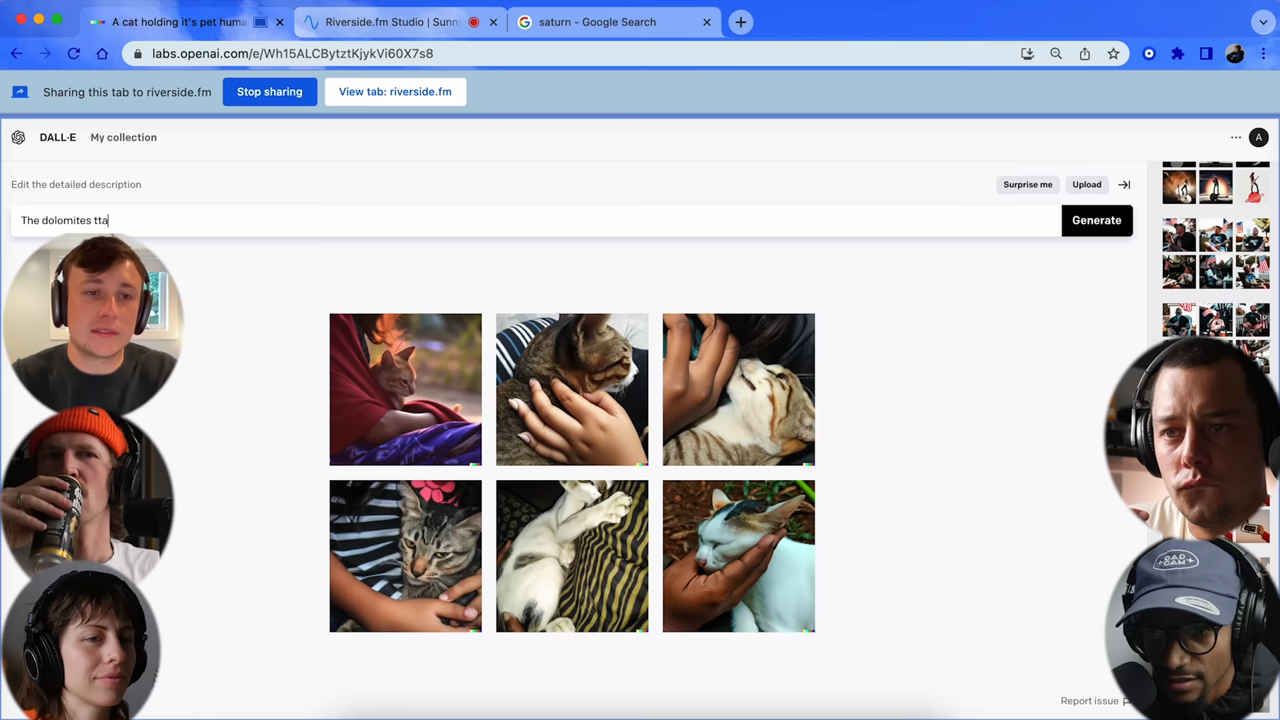 A cat holding it's pet huma
Riverside.fm Studio | Sunn
saturn - Google Search
labs.openai.com/e/Wh15ALCBytztKjykVi60X7s8
Sharing this tab to riverside.fm
Stop sharing
View tab: riverside.fm
DALL·E
My collection
A
Edit the detailed description
Surprise me
Upload
The dolomites tta
Generate
DAD
CAM
Report issue